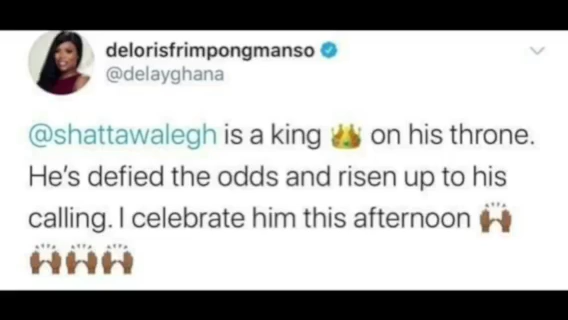 delorisfrimpongmanso
@delayghana
@shattawalegh is a king 👑 on his throne.
He's defied the odds and risen up to his
calling. I celebrate him this afternoon 🙌🏾
🙌🏾🙌🏾🙌🏾